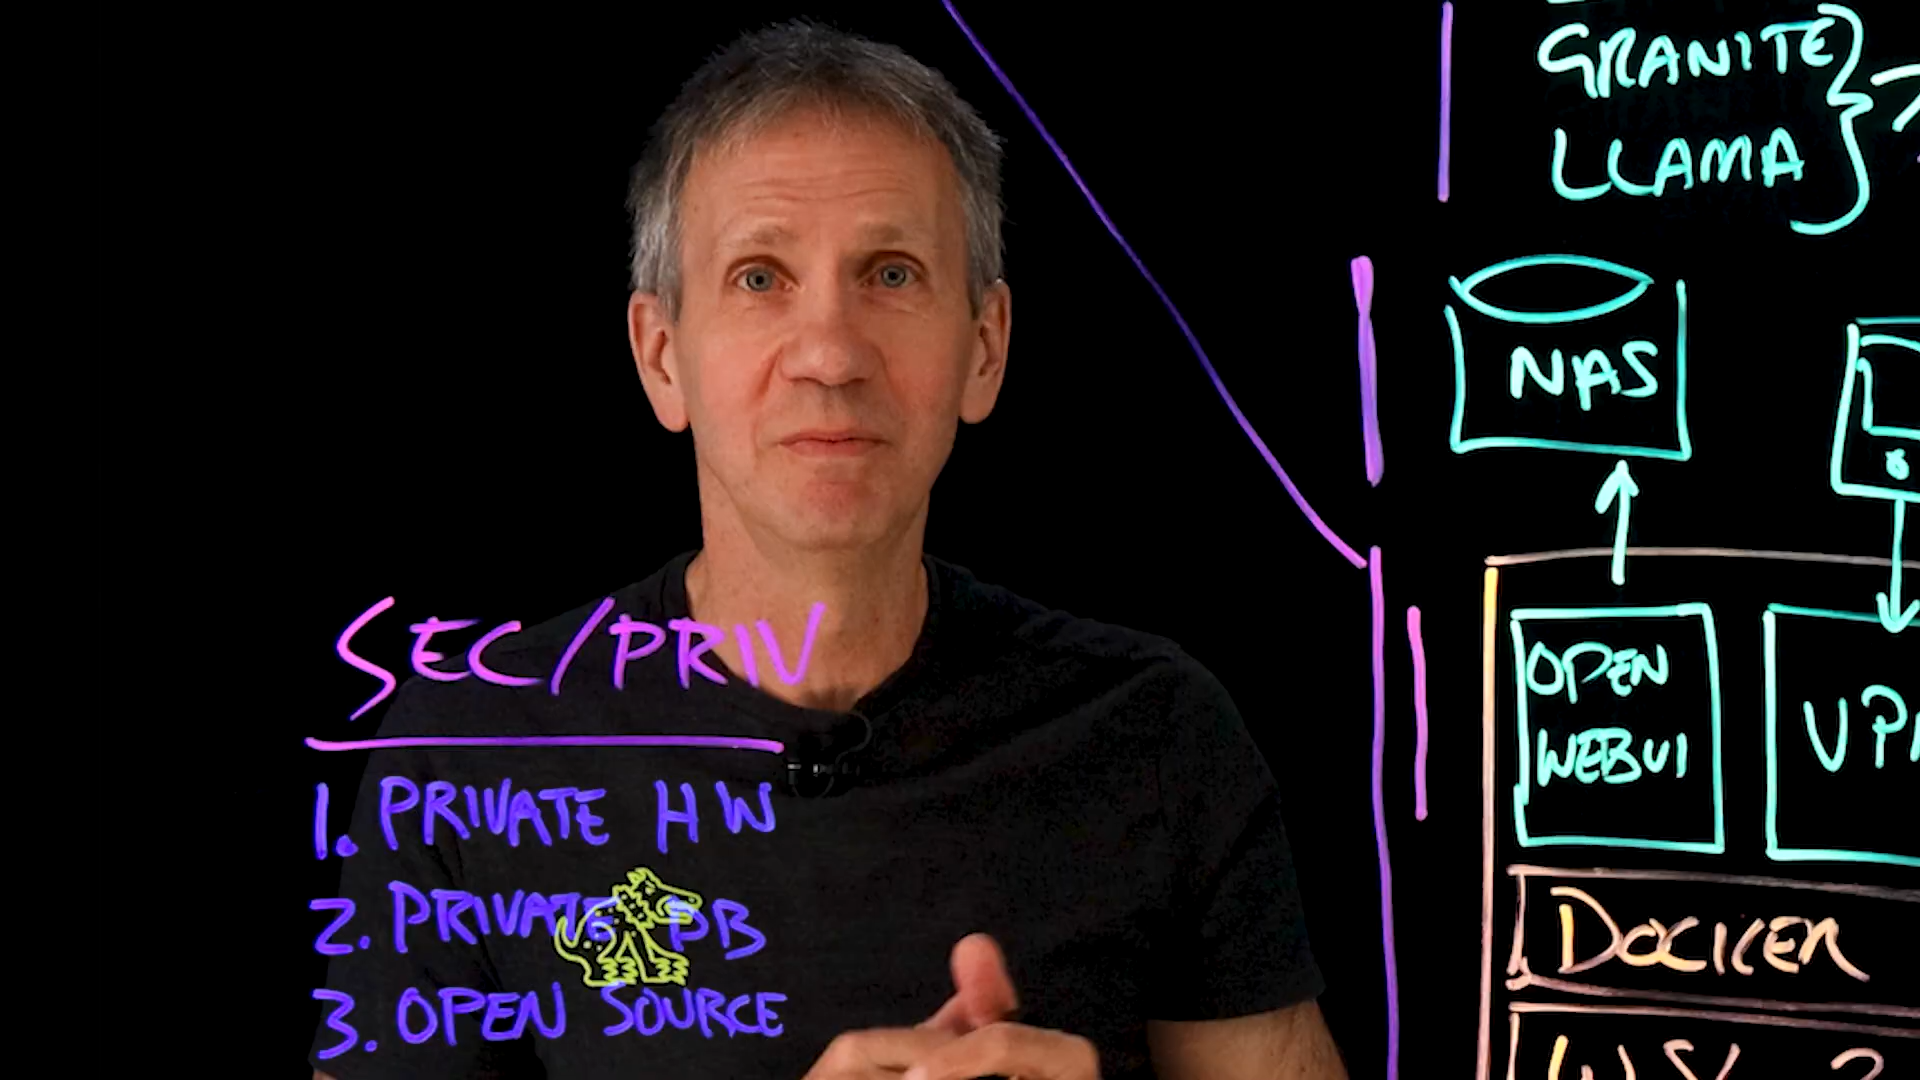 SEC/PRIV
1. PRIVATE HW
2. PRIVATE DB
3. OPEN SOURCE
GRANITE
LLAMA
NAS
OPEN
WEBUI
DOCKER